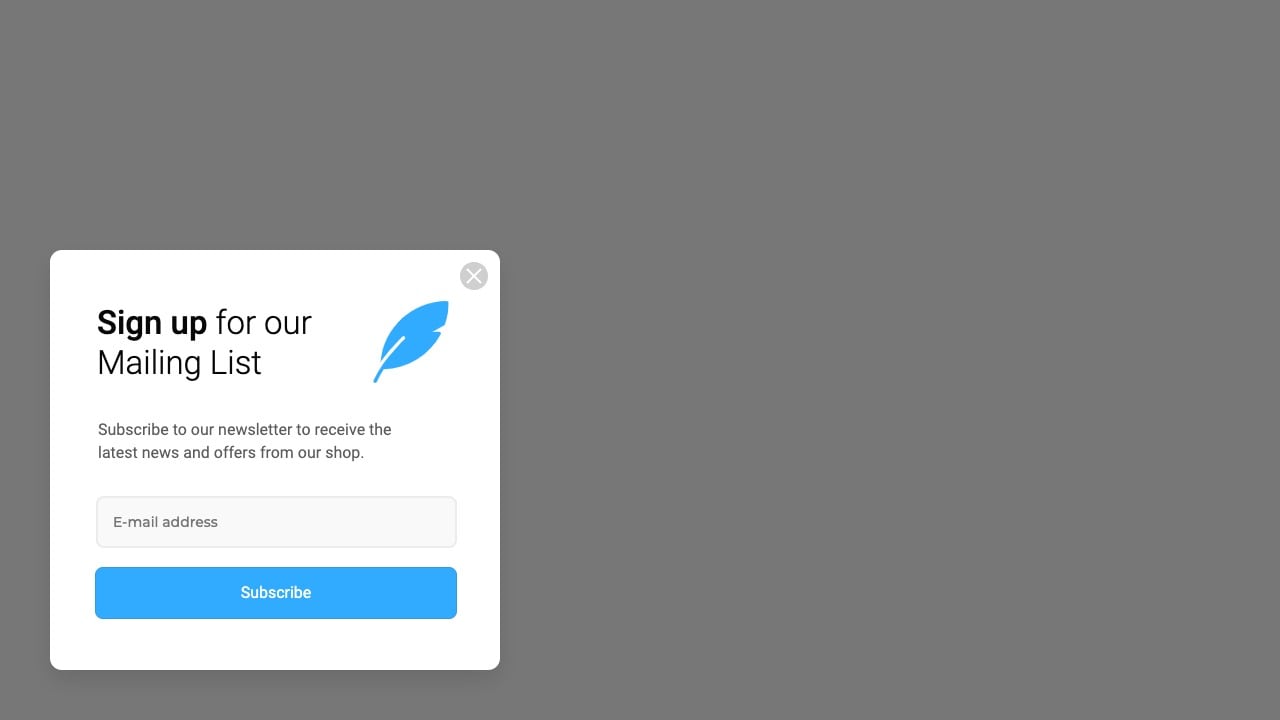 Sign up for our
Mailing List
Subscribe to our newsletter to receive the
latest news and offers from our shop.
E-mail address
Subscribe